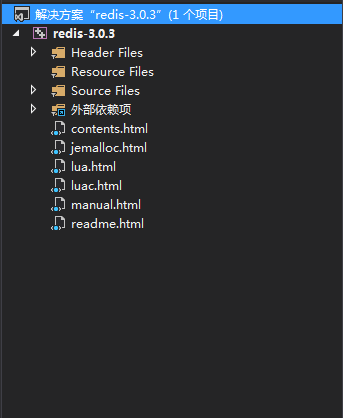 解决方案“redis-3.0.3”(1 个项目)
redis-3.0.3
Header Files
Resource Files
Source Files
外部依赖项
contents.html
jemalloc.html
lua.html
luac.html
manual.html
readme.html